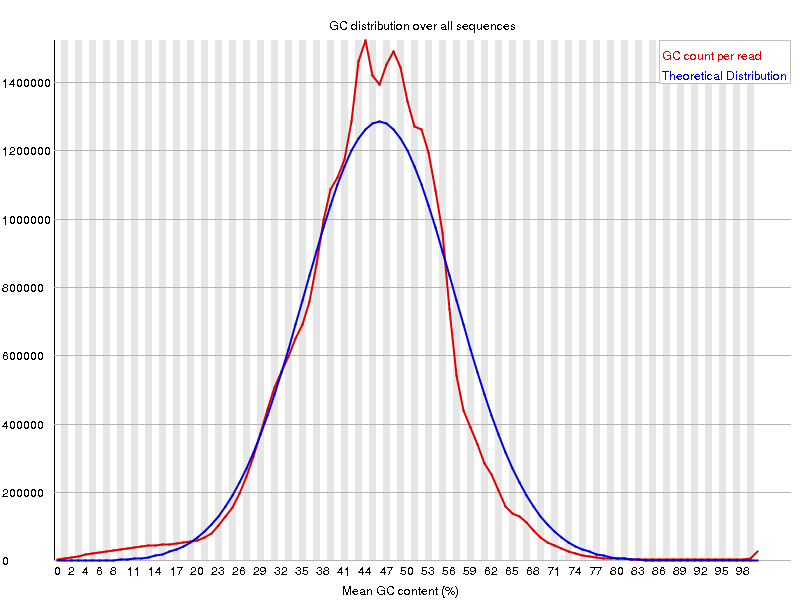 GC distribution over all sequences
GC count per read
Theoretical Distribution
1400000
1200000
1000000
800000
600000
400000
200000
0
0 2 4 6 8 11 14 17 20 23 26 29 32 35 38 41 44 47 50 53 56 59 62 65 68 71 74 77 80 83 86 89 92 95 98
Mean GC content (%)